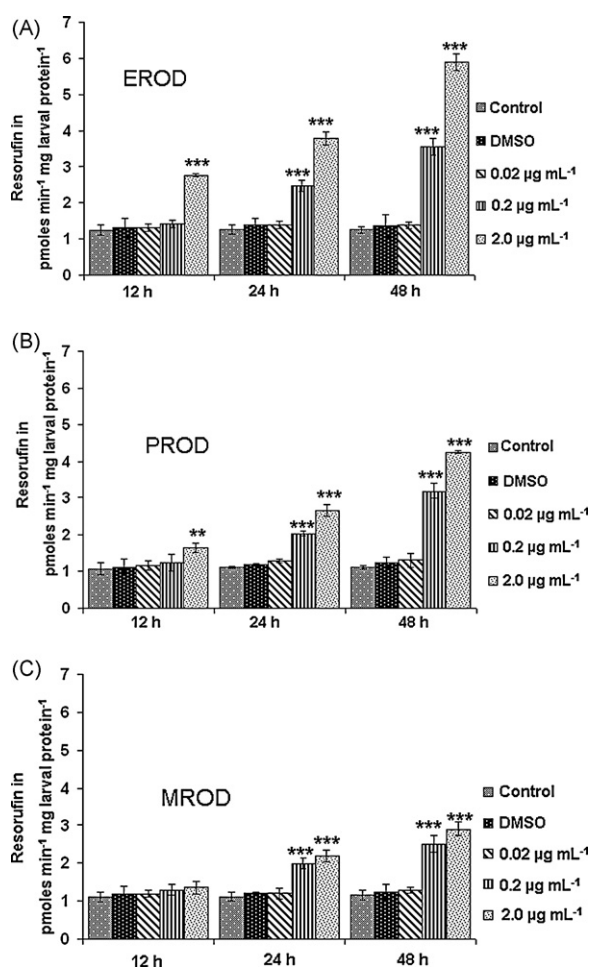 (A)
EROD
Resorufin in
pmoles min-1 mg larval protein-1
7
6
5
4
3
2
1
0
***
***
***
***
***
12 h
24 h
48 h
Control
DMSO
0.02 µg mL-1
0.2 µg mL-1
2.0 µg mL-1
(B)
PROD
Resorufin in
pmoles min-1 mg larval protein-1
7
6
5
4
3
2
1
0
**
***
***
***
***
12 h
24 h
48 h
Control
DMSO
0.02 µg mL-1
0.2 µg mL-1
2.0 µg mL-1
(C)
MROD
Resorufin in
pmoles min-1 mg larval protein-1
7
6
5
4
3
2
1
0
***
***
***
***
12 h
24 h
48 h
Control
DMSO
0.02 µg mL-1
0.2 µg mL-1
2.0 µg mL-1